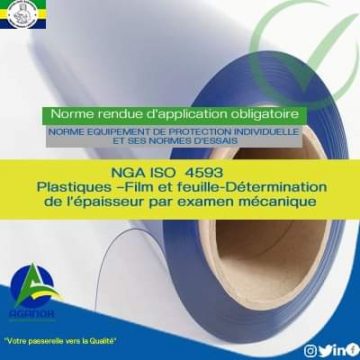 Norme rendue d'application obligatoire
NORME EQUIPEMENT DE PROTECTION INDIVIDUELLE
ET SES NORMES D'ESSAIS
NGA ISO 4593
Plastiques –Film et feuille-Détermination
de l'épaisseur par examen mécanique
AGANOR
"Votre passerelle vers la Qualité"